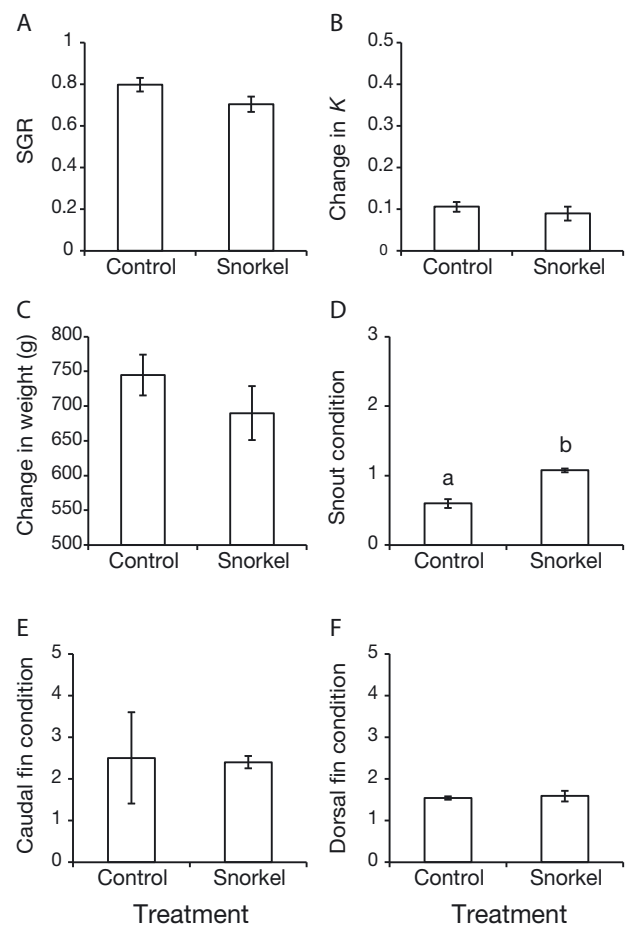 A
SGR
1
0.8
0.6
0.4
0.2
0
Control Snorkel
B
Change in K
0.5
0.4
0.3
0.2
0.1
0
Control Snorkel
C
Change in weight (g)
800
750
700
650
600
550
500
Control Snorkel
D
Snout condition
3
2
1
0
a
b
Control Snorkel
E
Caudal fin condition
5
4
3
2
1
0
Control Snorkel
Treatment
F
Dorsal fin condition
5
4
3
2
1
0
Control Snorkel
Treatment